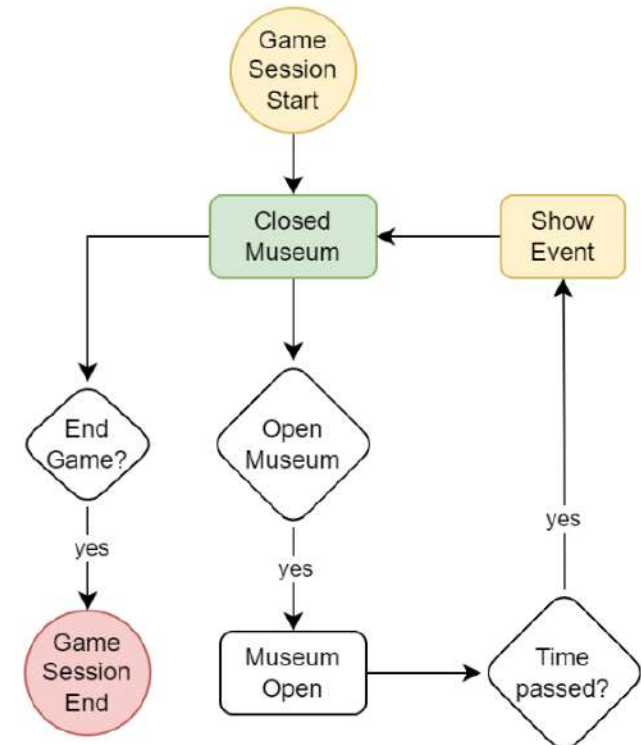 Game
Session
Start
Closed
Museum
Show
Event
End
Game?
Open
Museum
yes
yes
yes
Game
Session
End
Museum
Open
Time
passed?